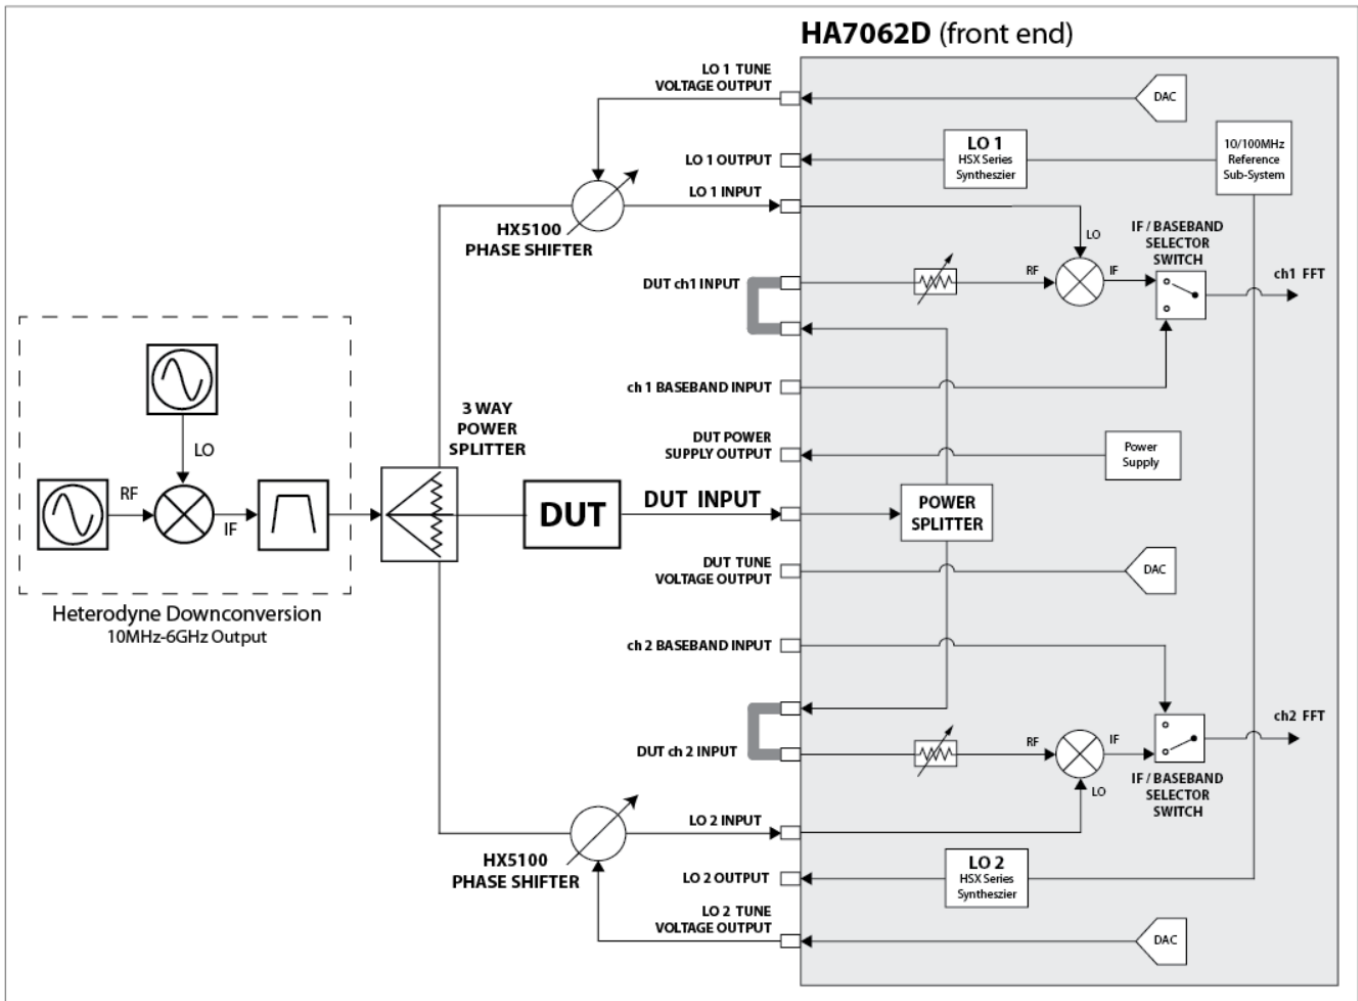 HA7062D (front end)
LO 1 TUNE
VOLTAGE OUTPUT
DAC
LO 1 OUTPUT
LO 1
HSX Series
Syntheszier
10/100MHz
Reference
Sub-System
LO 1 INPUT
HX5100
PHASE SHIFTER
LO
IF / BASEBAND
SELECTOR
SWITCH
DUT ch1 INPUT
RF
IF
ch1 FFT
ch 1 BASEBAND INPUT
3 WAY
POWER
SPLITTER
DUT POWER
SUPPLY OUTPUT
Power
Supply
LO
RF
IF
DUT
DUT INPUT
POWER
SPLITTER
DUT TUNE
VOLTAGE OUTPUT
DAC
Heterodyne Downconversion
10MHz-6GHz Output
ch 2 BASEBAND INPUT
DUT ch 2 INPUT
RF
IF
ch2 FFT
LO
IF / BASEBAND
SELECTOR
SWITCH
LO 2 INPUT
HX5100
PHASE SHIFTER
LO 2 OUTPUT
LO 2
HSX Series
Syntheszier
LO 2 TUNE
VOLTAGE OUTPUT
DAC